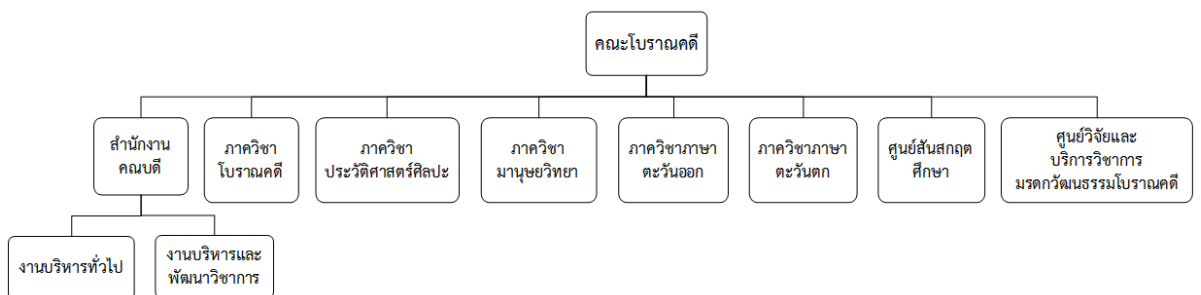 คณะโบราณคดี
สำนักงาน
คณบดี
ภาควิชา
โบราณคดี
ภาควิชา
ประวัติศาสตร์ศิลปะ
ภาควิชา
มานุษยวิทยา
ภาควิชาภาษา
ตะวันออก
ภาควิชาภาษา
ตะวันตก
ศูนย์สันสกฤต
ศึกษา
ศูนย์วิจัยและ
บริการวิชาการ
มรดกวัฒนธรรมโบราณคดี
งานบริหารทั่วไป
งานบริหารและ
พัฒนาวิชาการ